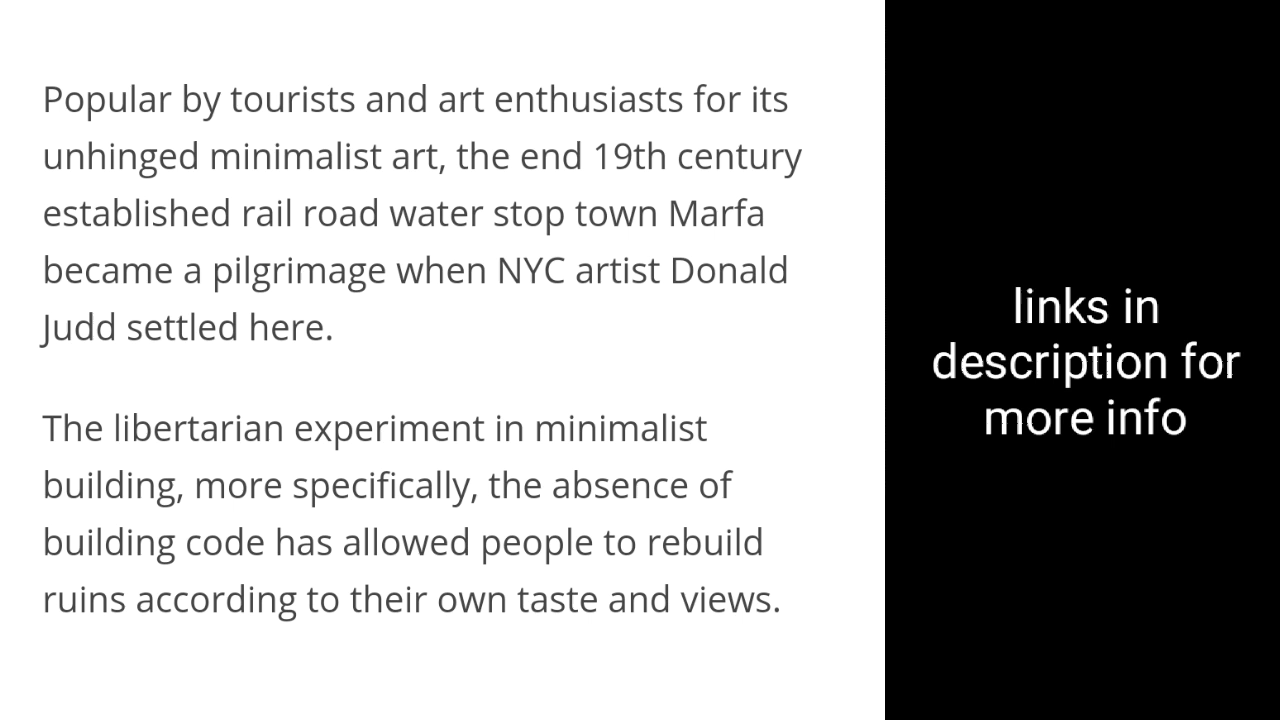 Popular by tourists and art enthusiasts for its
unhinged minimalist art, the end 19th century
established rail road water stop town Marfa
became a pilgrimage when NYC artist Donald
Judd settled here.
The libertarian experiment in minimalist
building, more specifically, the absence of
building code has allowed people to rebuild
ruins according to their own taste and views.
links in
description for
more info